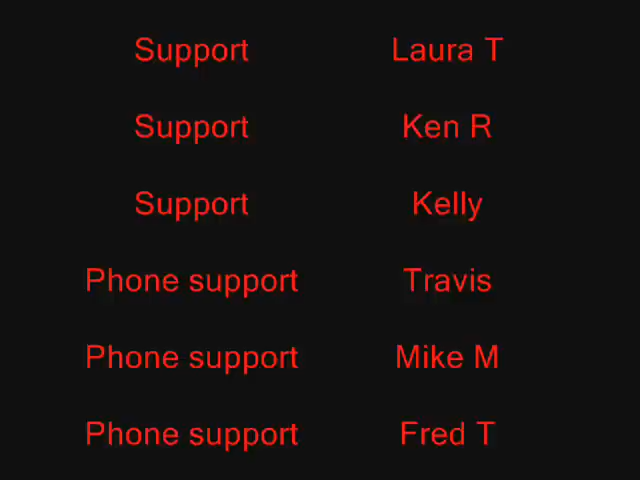 Support Laura T
Support Ken R
Support Kelly
Phone support Travis
Phone support Mike M
Phone support Fred T